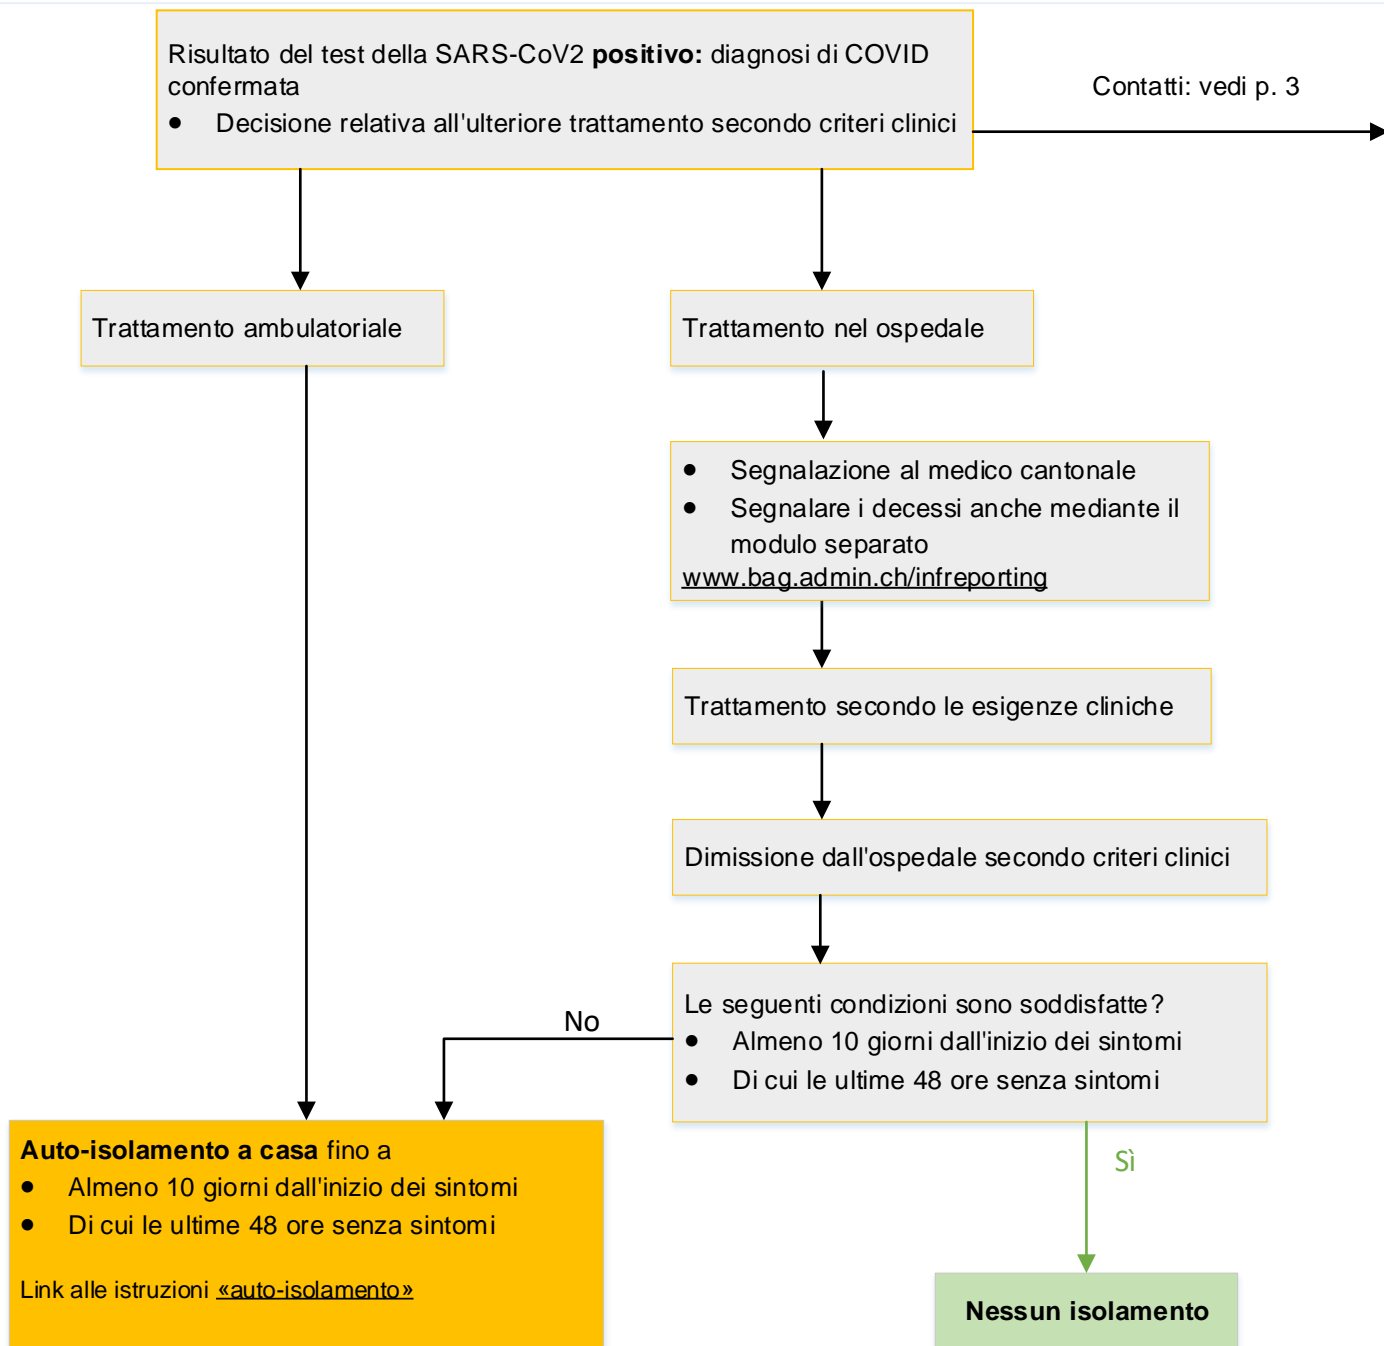 Risultato del test della SARS-CoV2 positivo: diagnosi di COVID
confermata
● Decisione relativa all'ulteriore trattamento secondo criteri clinici
Contatti: vedi p. 3
Trattamento ambulatoriale
Trattamento nel ospedale
● Segnalazione al medico cantonale
● Segnalare i decessi anche mediante il
modulo separato
www.bag.admin.ch/infreporting
Trattamento secondo le esigenze cliniche
Dimissione dall'ospedale secondo criteri clinici
Le seguenti condizioni sono soddisfatte?
● Almeno 10 giorni dall'inizio dei sintomi
● Di cui le ultime 48 ore senza sintomi
No
Sì
Auto-isolamento a casa fino a
● Almeno 10 giorni dall'inizio dei sintomi
● Di cui le ultime 48 ore senza sintomi
Link alle istruzioni «auto-isolamento»
Nessun isolamento